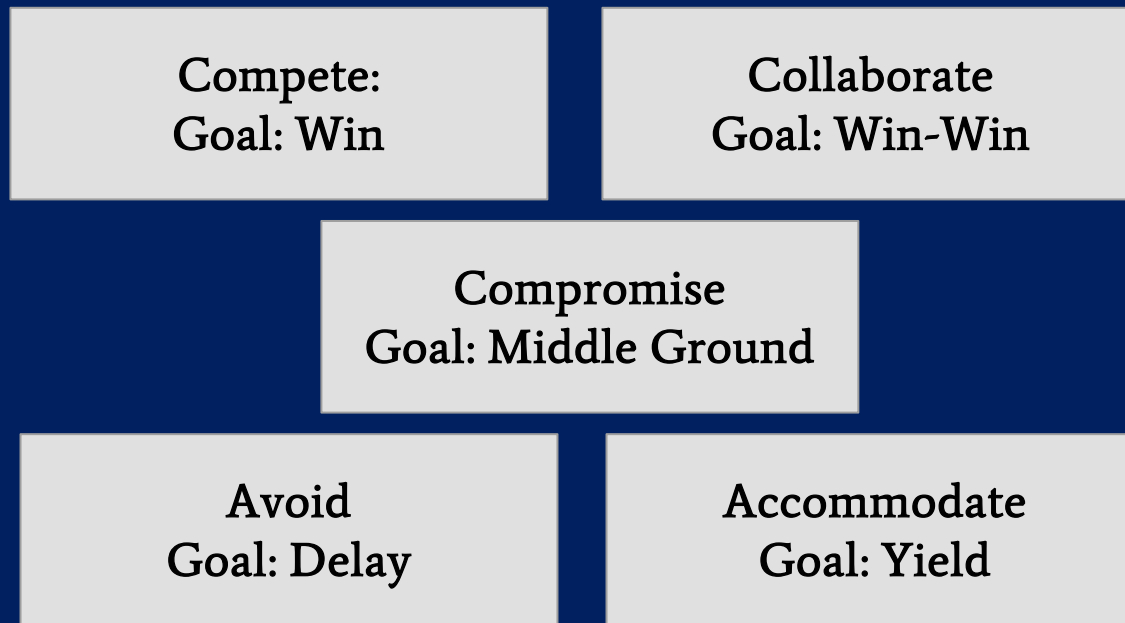 Compete:
Goal: Win
Collaborate
Goal: Win-Win
Compromise
Goal: Middle Ground
Avoid
Goal: Delay
Accommodate
Goal: Yield